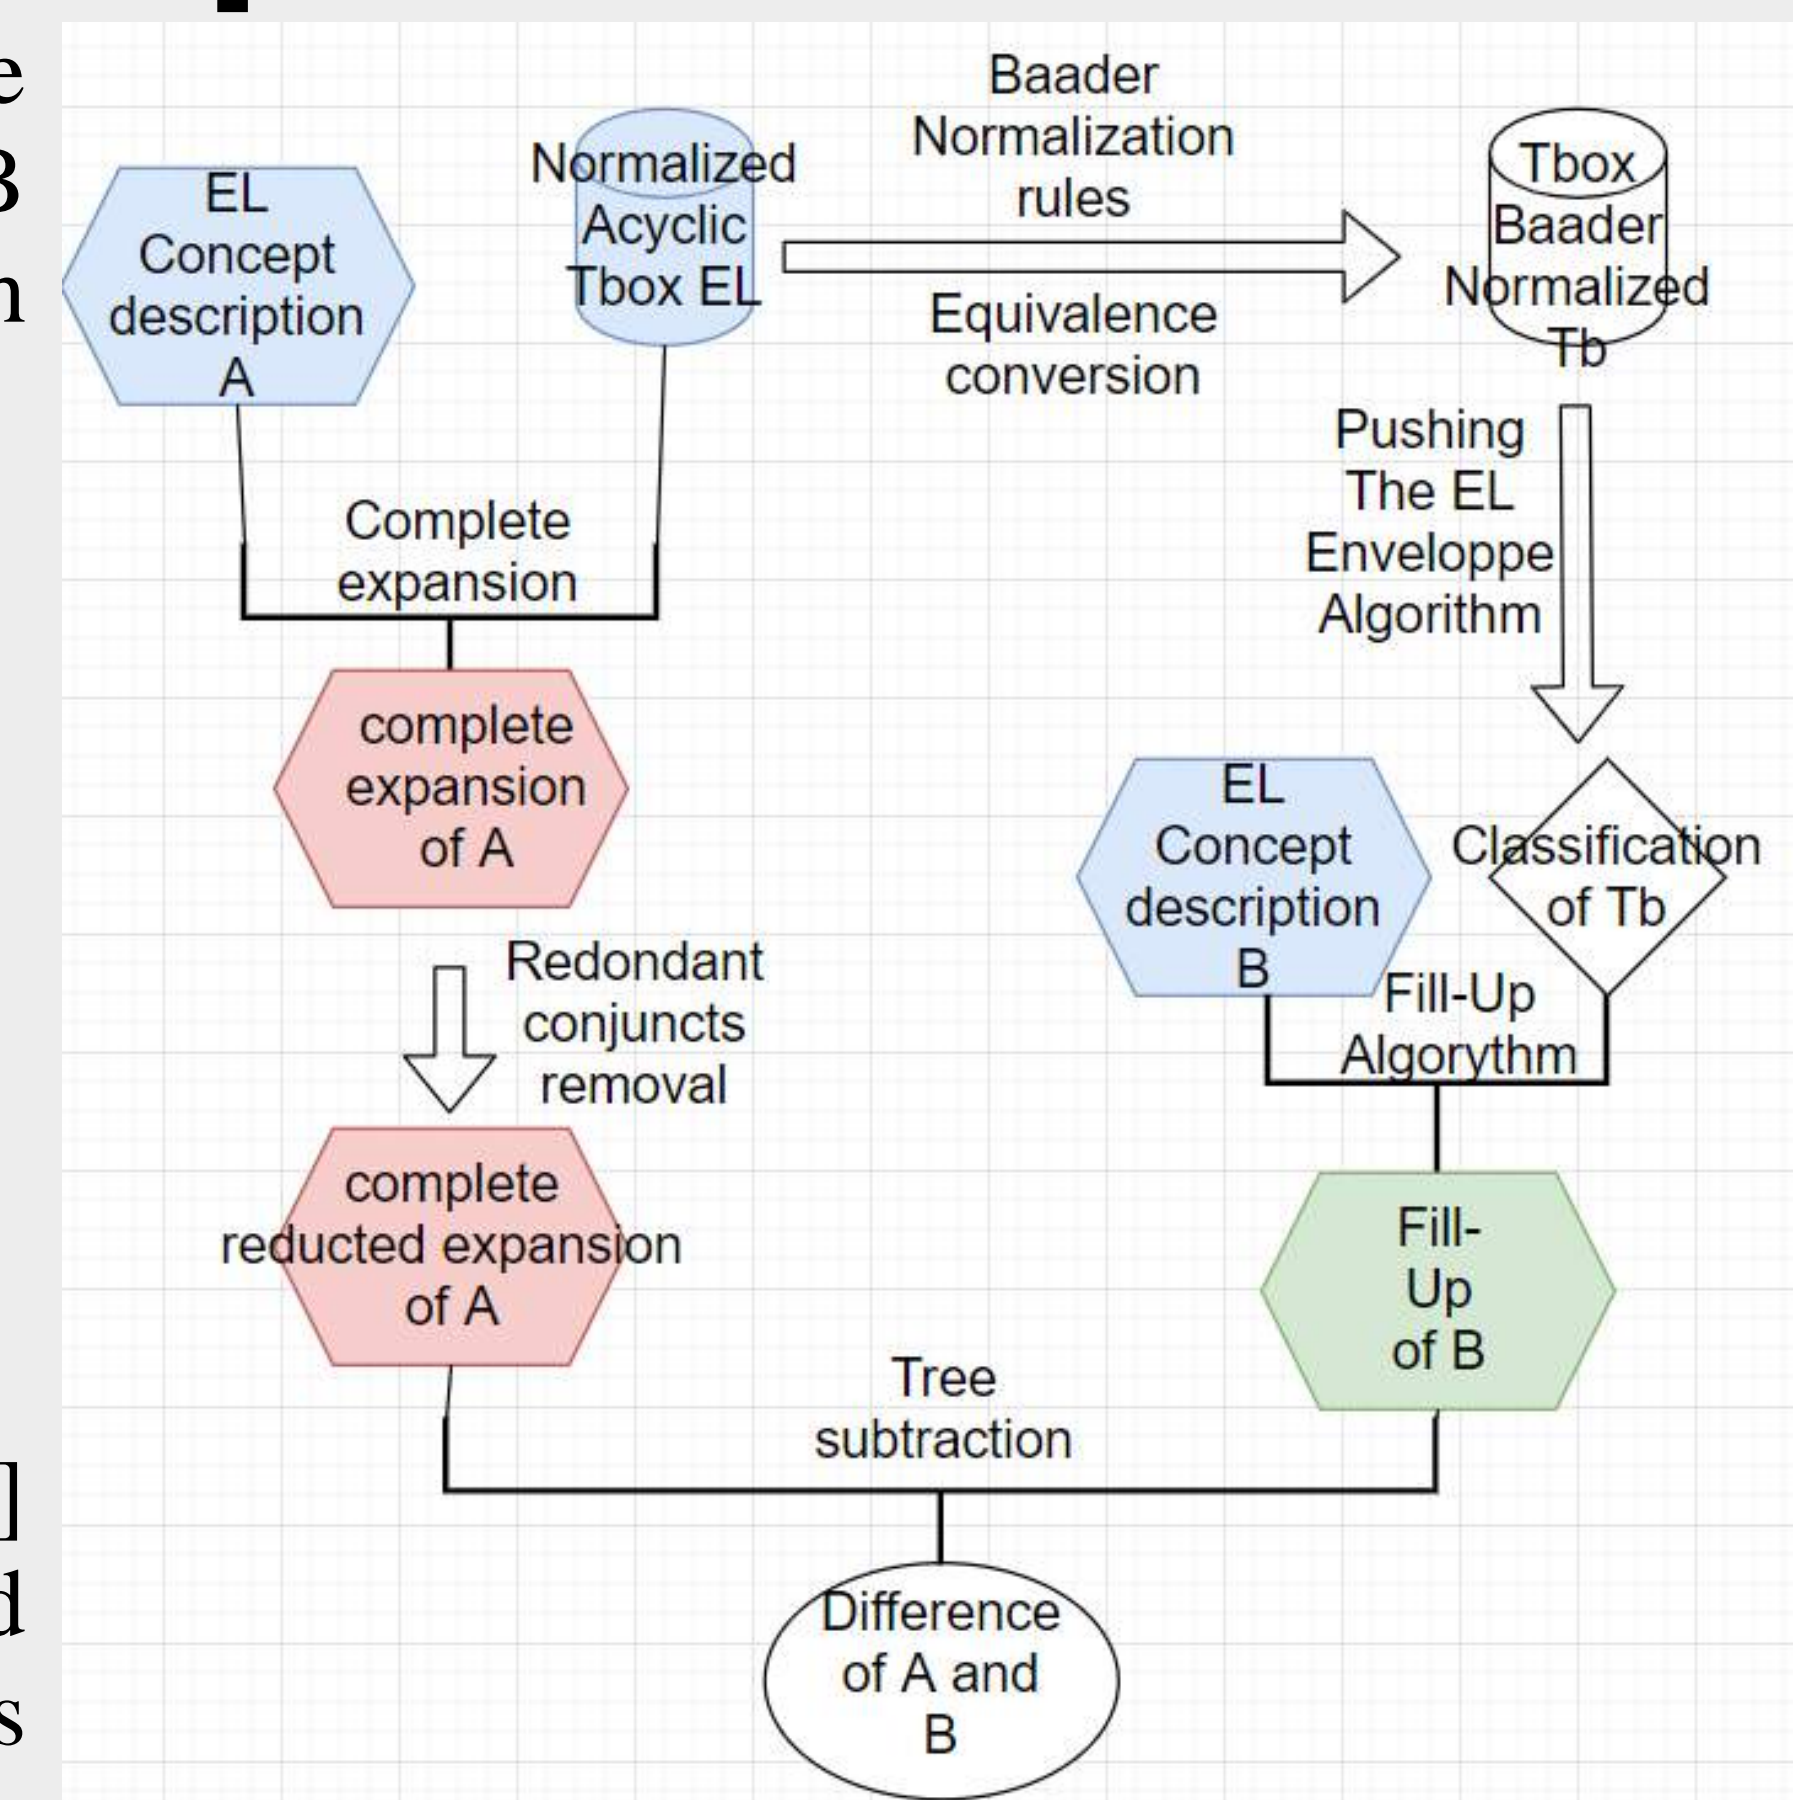 e
B
n
EL
Concept
description
A
Normalized
Acyclic
Tbox EL
Baader
Normalization
rules
Equivalence
conversion
Tbox
Baader
Normalized
Tb
Pushing
The EL
Enveloppe
Algorithm
Complete
expansion
complete
expansion
of A
EL
Concept
description
B
Classification
of Tb
Fill-Up
Algorythm
Redondant
conjuncts
removal
complete
reducted expansion
of A
Fill-
Up
of B
Tree
subtraction
]
d
s
Difference
of A and
B